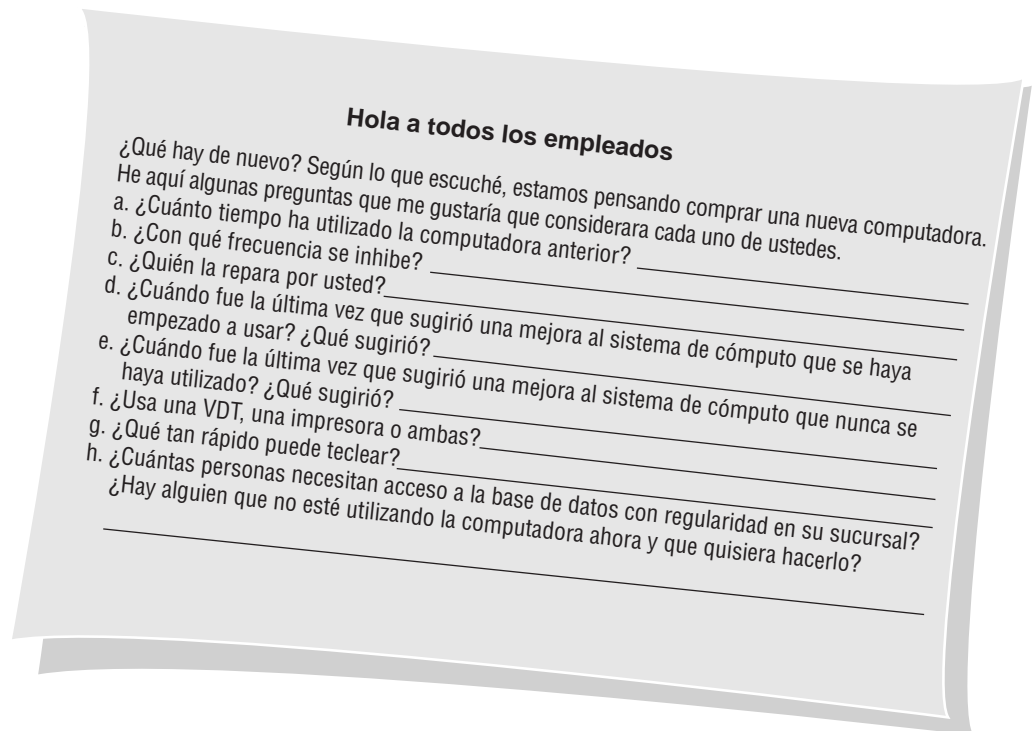 Hola a todos los empleados
¿Qué hay de nuevo? Según lo que escuché, estamos pensando comprar una nueva computadora.
He aquí algunas preguntas que me gustaría que considerara cada uno de ustedes.
a. ¿Cuánto tiempo ha utilizado la computadora anterior?
b. ¿Con qué frecuencia se inhibe?
c. ¿Quién la repara por usted?
d. ¿Cuándo fue la última vez que sugirió una mejora al sistema de cómputo que se haya
empezado a usar? ¿Qué sugirió?
e. ¿Cuándo fue la última vez que sugirió una mejora al sistema de cómputo que nunca se
haya utilizado? ¿Qué sugirió?
f. ¿Usa una VDT, una impresora o ambas?
g. ¿Qué tan rápido puede teclear?
h. ¿Cuántas personas necesitan acceso a la base de datos con regularidad en su sucursal?
¿Hay alguien que no esté utilizando la computadora ahora y que quisiera hacerlo?